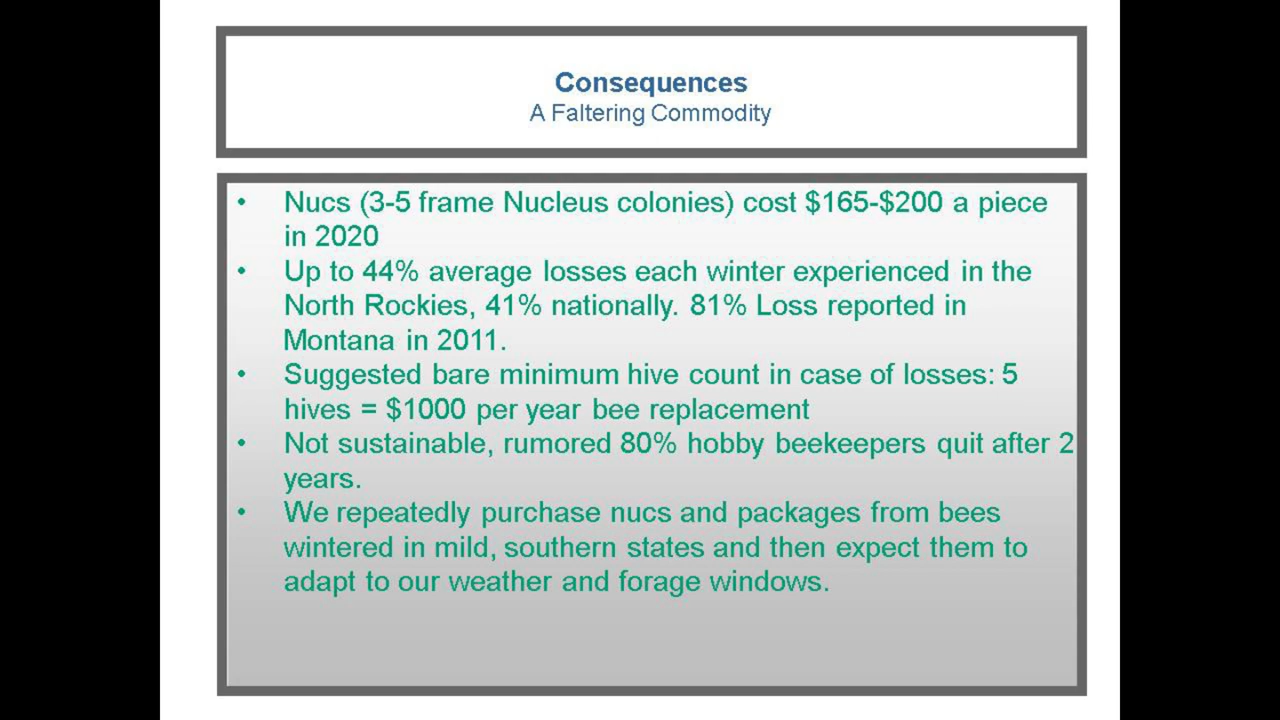 Consequences
A Faltering Commodity
• Nucs (3-5 frame Nucleus colonies) cost $165-$200 a piece
in 2020
• Up to 44% average losses each winter experienced in the
North Rockies, 41% nationally. 81% Loss reported in
Montana in 2011.
• Suggested bare minimum hive count in case of losses: 5
hives = $1000 per year bee replacement
• Not sustainable, rumored 80% hobby beekeepers quit after 2
years.
• We repeatedly purchase nucs and packages from bees
wintered in mild, southern states and then expect them to
adapt to our weather and forage windows.